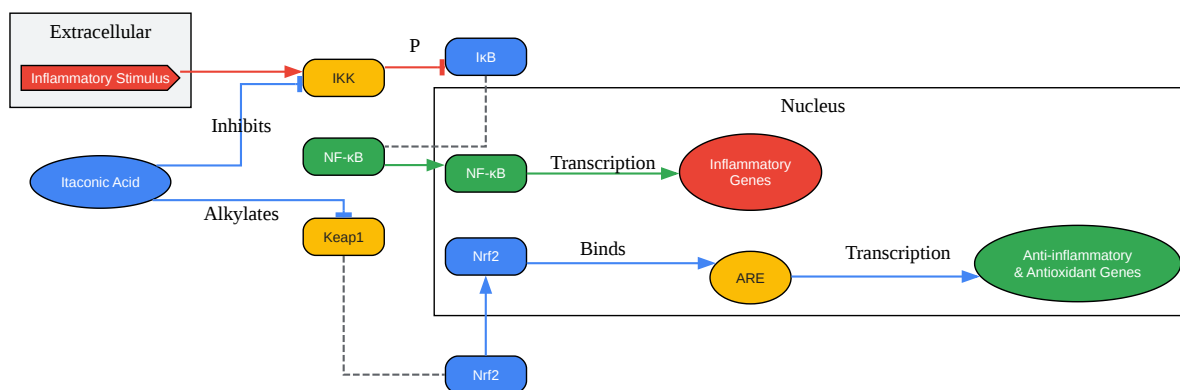 Extracellular
Inflammatory Stimulus
P
IκB
IKK
Nucleus
Inhibits
NF-κB
Transcription
Inflammatory
Genes
NF-κB
Itaconic Acid
Alkylates
Keap1
Nrf2
Binds
ARE
Transcription
Anti-inflammatory
& Antioxidant Genes
Nrf2